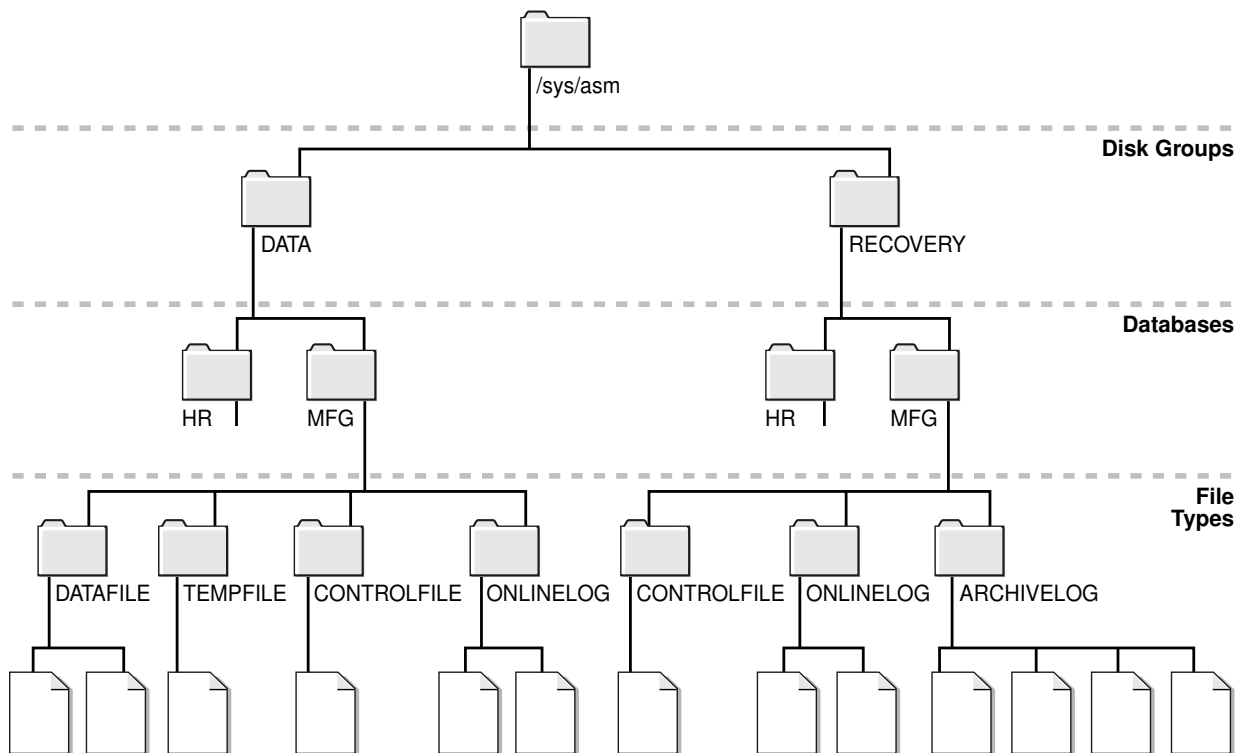 /sys/asm
Disk Groups
DATA
RECOVERY
Databases
HR
MFG
HR
MFG
File
Types
DATAFILE
TEMPFILE
CONTROLFILE
ONLINELOG
CONTROLFILE
ONLINELOG
ARCHIVELOG